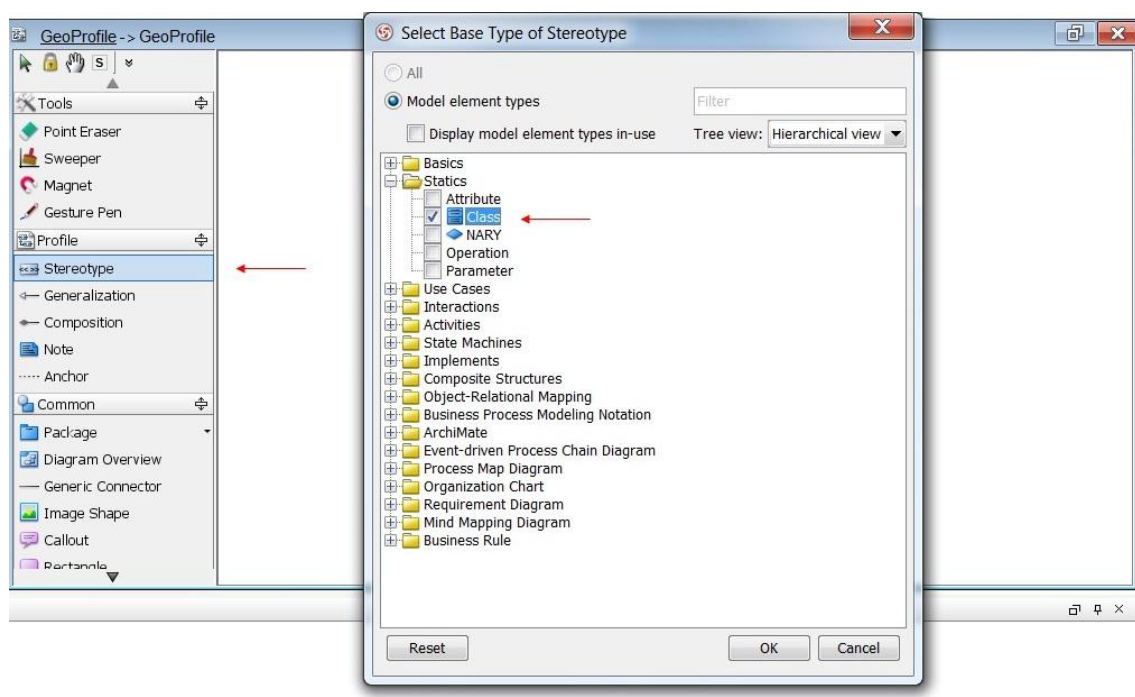 GeoProfile -> GeoProfile
S
Tools
Point Eraser
Sweeper
Magnet
Gesture Pen
Profile
Stereotype
Generalization
Composition
Note
Anchor
Common
Package
Diagram Overview
Generic Connector
Image Shape
Callout
Rectangle
Select Base Type of Stereotype
All
Model element types
Filter
Display model element types in-use
Tree view: Hierarchical view
Basics
Statics
Attribute
Class
NARY
Operation
Parameter
Use Cases
Interactions
Activities
State Machines
Implements
Composite Structures
Object-Relational Mapping
Business Process Modeling Notation
ArchiMate
Event-driven Process Chain Diagram
Process Map Diagram
Organization Chart
Requirement Diagram
Mind Mapping Diagram
Business Rule
Reset
OK
Cancel